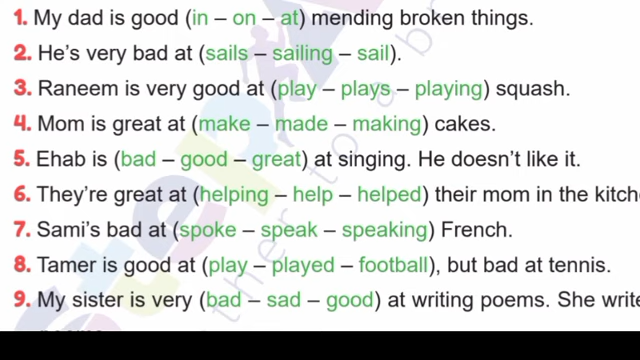 1. My dad is good (in – on – at) mending broken things.
2. He's very bad at (sails – sailing – sail).
3. Raneem is very good at (play – plays – playing) squash.
4. Mom is great at (make – made – making) cakes.
5. Ehab is (bad – good – great) at singing. He doesn't like it.
6. They're great at (helping – help – helped) their mom in the kitch
7. Sami's bad at (spoke – speak – speaking) French.
8. Tamer is good at (play – played – football), but bad at tennis.
9. My sister is very (bad – sad – good) at writing poems. She write